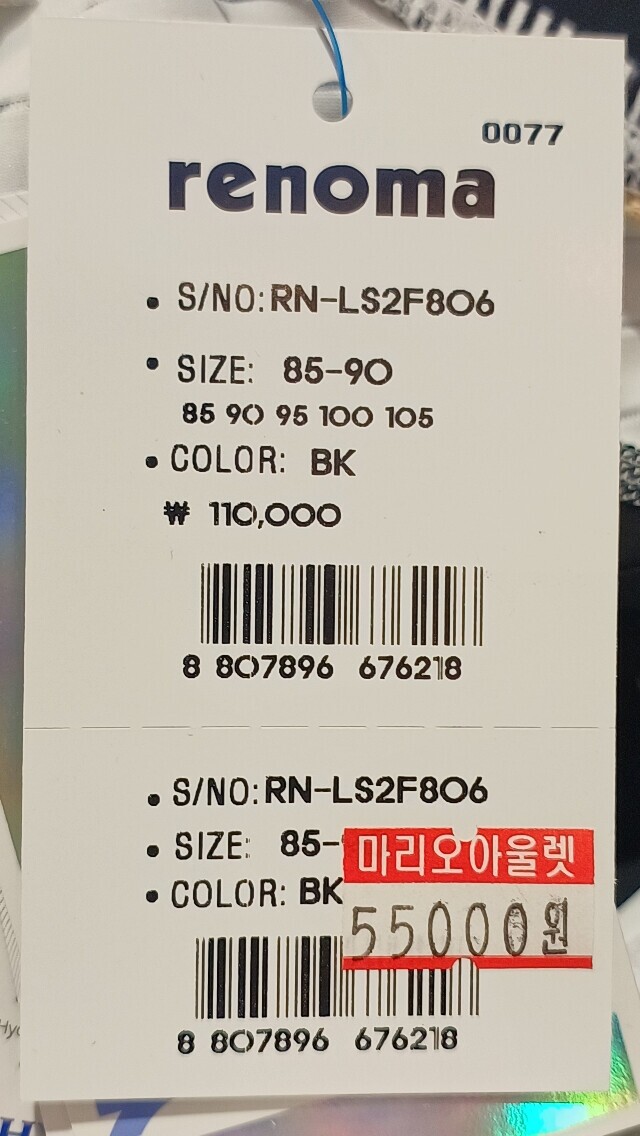 0077
renoma
• S/NO: RN-LS2F806
• SIZE: 85-90
85 90 95 100 105
• COLOR: BK
₩ 110,000
8 807896 676218
• S/NO: RN-LS2F806
• SIZE: 85-
마리오아울렛
• COLOR: BK
55000원
8 807896 676218